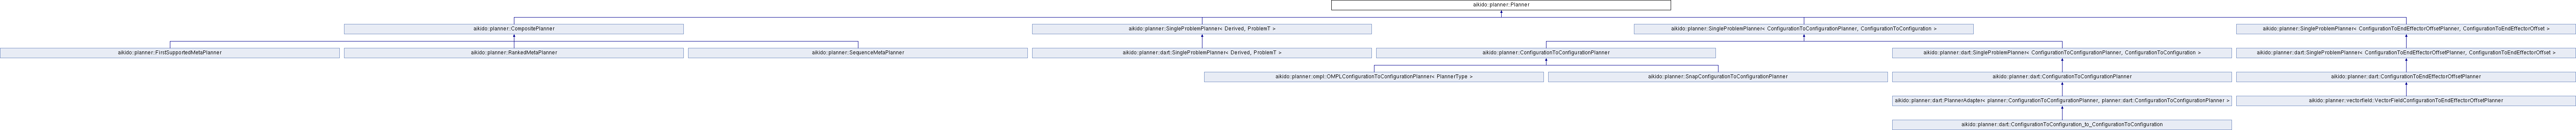 aikido::planner::Planner
aikido::planner::CompositePlanner
aikido::planner::SingleProblemPlanner< Derived, ProblemT >
aikido::planner::SingleProblemPlanner< ConfigurationToConfigurationPlanner, ConfigurationToConfiguration >
aikido::planner::SingleProblemPlanner< ConfigurationToEndEffectorOffsetPlanner, ConfigurationToEndEffectorOffset >
aikido::planner::FirstSupportedMetaPlanner
aikido::planner::RankedMetaPlanner
aikido::planner::SequenceMetaPlanner
aikido::planner::dart::SingleProblemPlanner< Derived, ProblemT >
aikido::planner::ConfigurationToConfigurationPlanner
aikido::planner::dart::SingleProblemPlanner< ConfigurationToConfigurationPlanner, ConfigurationToConfiguration >
aikido::planner::dart::SingleProblemPlanner< ConfigurationToEndEffectorOffsetPlanner, ConfigurationToEndEffectorOffset >
aikido::planner::ompl::OMPLConfigurationToConfigurationPlanner< PlannerType >
aikido::planner::SnapConfigurationToConfigurationPlanner
aikido::planner::dart::ConfigurationToConfigurationPlanner
aikido::planner::dart::ConfigurationToEndEffectorOffsetPlanner
aikido::planner::dart::PlannerAdapter< planner::ConfigurationToConfigurationPlanner, planner::dart::ConfigurationToConfigurationPlanner >
aikido::planner::vectorfield::VectorFieldConfigurationToEndEffectorOffsetPlanner
aikido::planner::dart::ConfigurationToConfiguration_to_ConfigurationToConfiguration